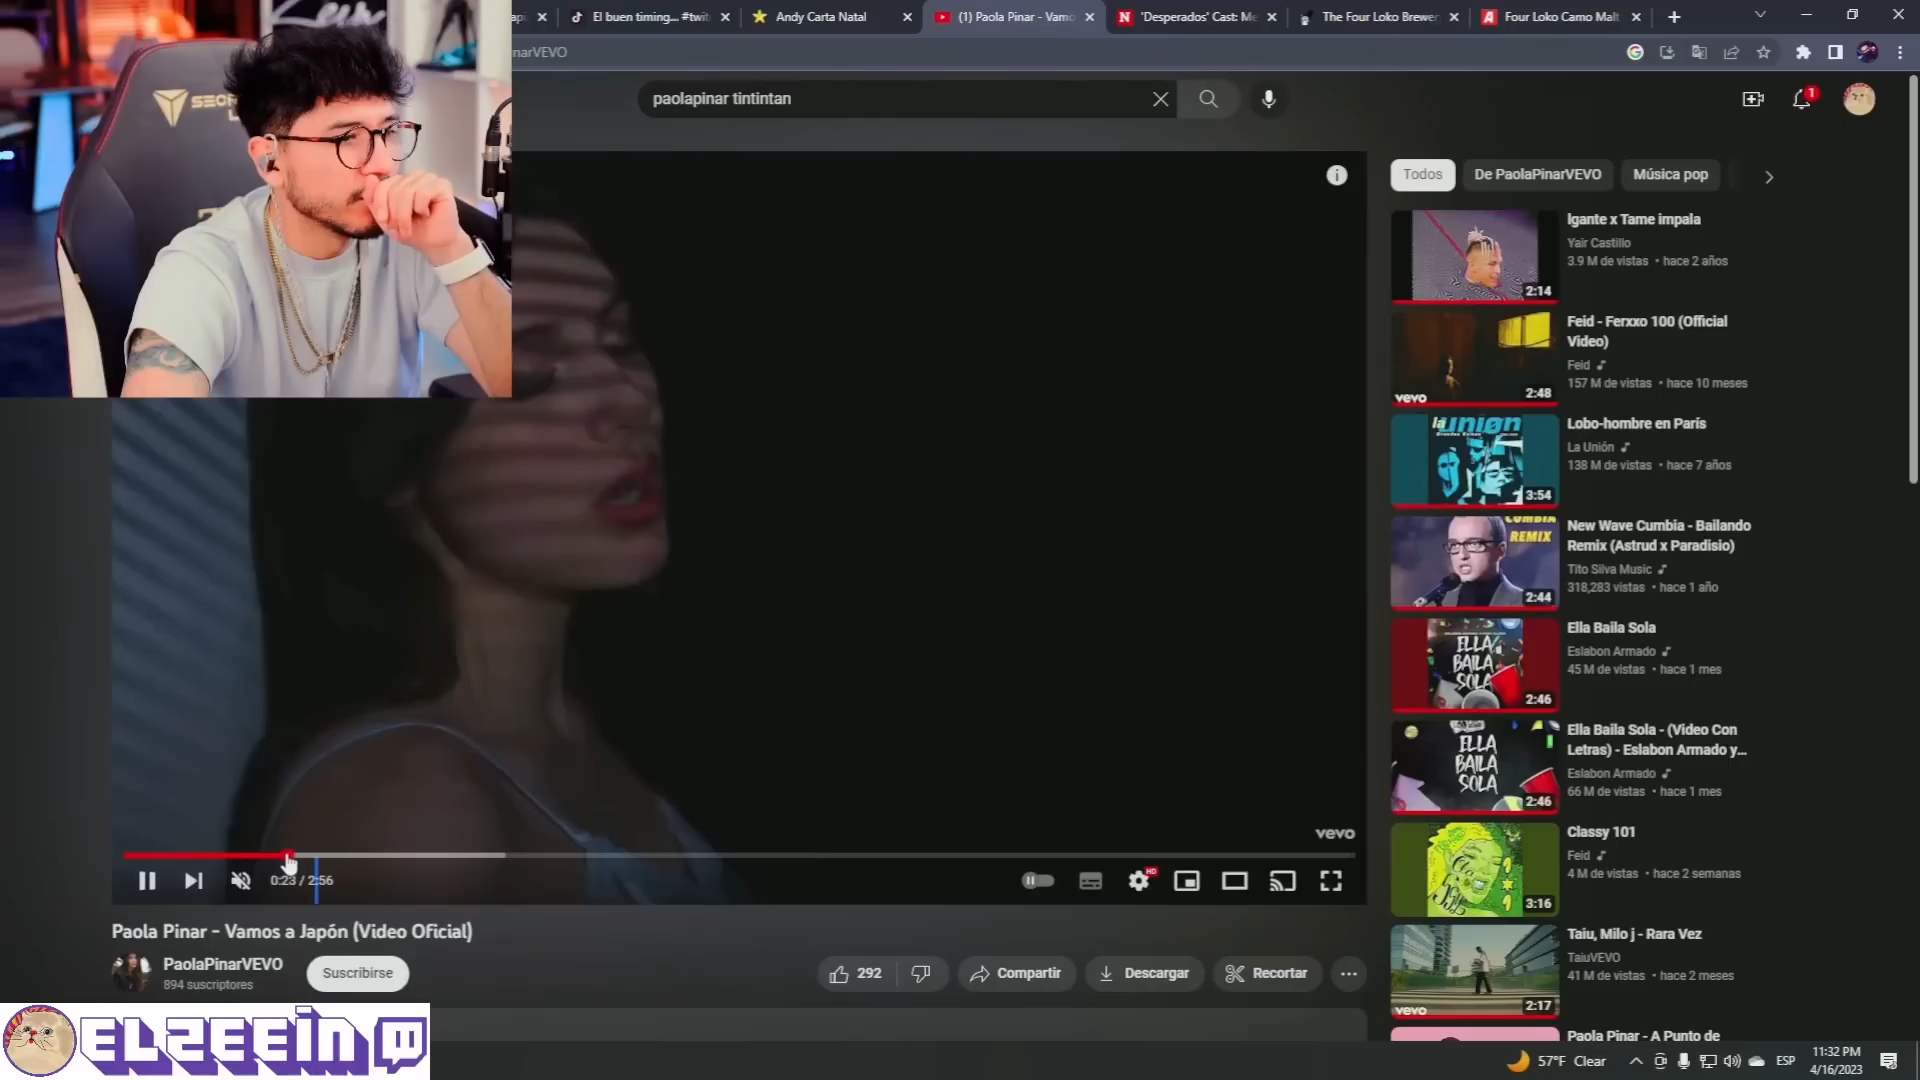 El buen timing... #twit
Andy Carta Natal
(1) Paola Pinar - Vamo
'Desperados' Cast: Me
The Four Loko Brewer
Four Loko Camo Malt
narVEVO
SECR
paolapinar tintintan
1
Todos
De PaolaPinarVEVO
Música pop
Igante x Tame impala
Yair Castillo
3.9 M de vistas • hace 2 años
2:14
Feid - Ferxxo 100 (Official
Video)
Feid
157 M de vistas • hace 10 meses
vevo
2:48
Lobo-hombre en París
La Unión
138 M de vistas • hace 7 años
la unión
3:54
New Wave Cumbia - Bailando
Remix (Astrud x Paradisio)
Tito Silva Music
318,283 vistas • hace 1 año
CUMBIA
REMIX
2:44
Ella Baila Sola
Eslabon Armado
45 M de vistas • hace 1 mes
ELLA
BAILA
SOLA
2:46
Ella Baila Sola - (Video Con
Letras) - Eslabon Armado y...
Eslabon Armado
66 M de vistas • hace 1 mes
ELLA
BAILA
SOLA
2:46
Classy 101
Feid
4 M de vistas • hace 2 semanas
3:16
Taiu, Milo j - Rara Vez
TaiuVEVO
41 M de vistas • hace 2 meses
vevo
2:17
Paola Pinar - A Punto de
vevo
0:23 / 2:56
HD
Paola Pinar - Vamos a Japón (Video Oficial)
PaolaPinarVEVO
894 suscriptores
Suscribirse
292
Compartir
Descargar
Recortar
ELZEEIN
57°F Clear
ESP
11:32 PM
4/16/2023